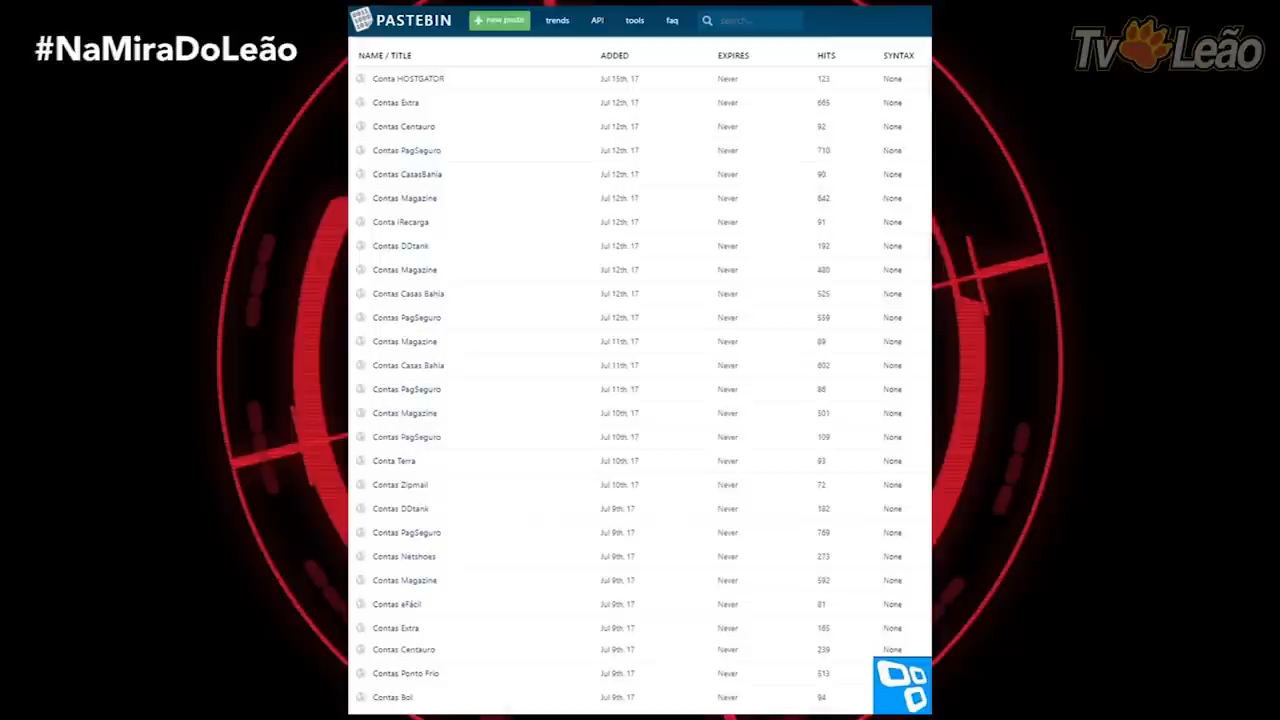 #NaMiraDoLeão
Tv Leão
PASTEBIN + new paste trends API tools faq search...
NAME / TITLE ADDED EXPIRES HITS SYNTAX
Conta HOSTGATOR Jul 15th, 17 Never 123 None
Contas Extra Jul 12th, 17 Never 665 None
Contas Centauro Jul 12th, 17 Never 92 None
Contas PagSeguro Jul 12th, 17 Never 710 None
Contas CasasBahia Jul 12th, 17 Never 90 None
Contas Magazine Jul 12th, 17 Never 642 None
Conta iRecarga Jul 12th, 17 Never 91 None
Contas DDtank Jul 12th, 17 Never 192 None
Contas Magazine Jul 12th, 17 Never 480 None
Contas Casas Bahia Jul 12th, 17 Never 525 None
Contas PagSeguro Jul 12th, 17 Never 559 None
Contas Magazine Jul 11th, 17 Never 89 None
Contas Casas Bahia Jul 11th, 17 Never 602 None
Contas PagSeguro Jul 11th, 17 Never 86 None
Contas Magazine Jul 10th, 17 Never 501 None
Contas PagSeguro Jul 10th, 17 Never 109 None
Conta Terra Jul 10th, 17 Never 93 None
Contas Zipmail Jul 10th, 17 Never 72 None
Contas DDtank Jul 9th, 17 Never 182 None
Contas PagSeguro Jul 9th, 17 Never 769 None
Contas Netshoes Jul 9th, 17 Never 273 None
Contas Magazine Jul 9th, 17 Never 592 None
Contas eFácil Jul 9th, 17 Never 81 None
Contas Extra Jul 9th, 17 Never 165 None
Contas Centauro Jul 9th, 17 Never 239 None
Contas Ponto Frio Jul 9th, 17 Never 513
Contas Bol Jul 9th, 17 Never 94